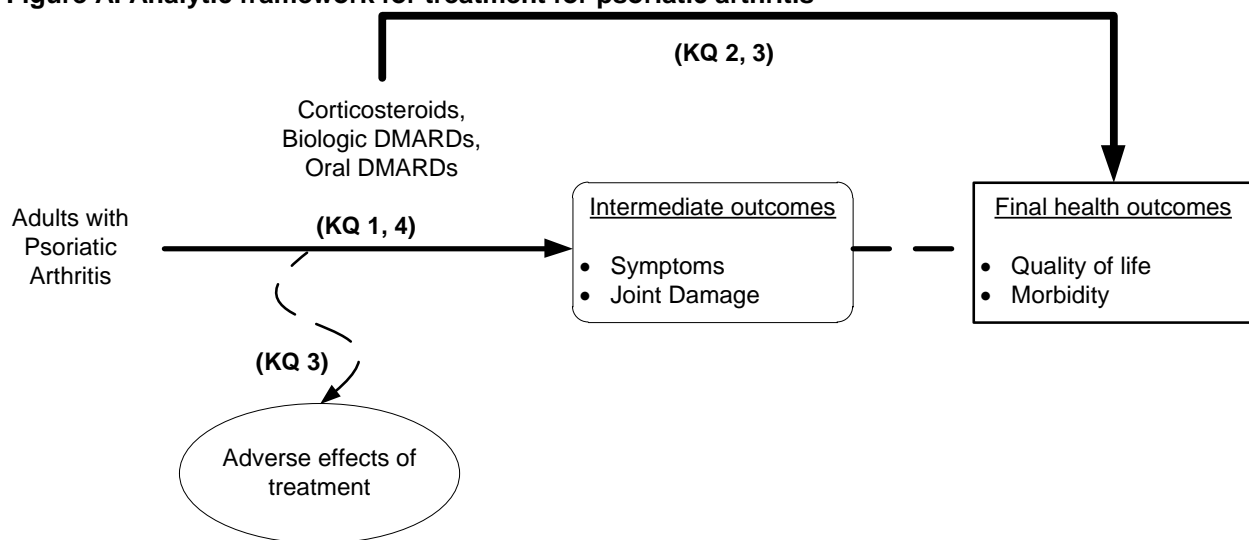 Figure A. Analytic framework for treatment for psoriatic arthritis
(KQ 2, 3)
Corticosteroids,
Biologic DMARDs,
Oral DMARDs
Adults with
Psoriatic
Arthritis
(KQ 1, 4)
Intermediate outcomes
• Symptoms
• Joint Damage
Final health outcomes
• Quality of life
• Morbidity
(KQ 3)
Adverse effects of
treatment